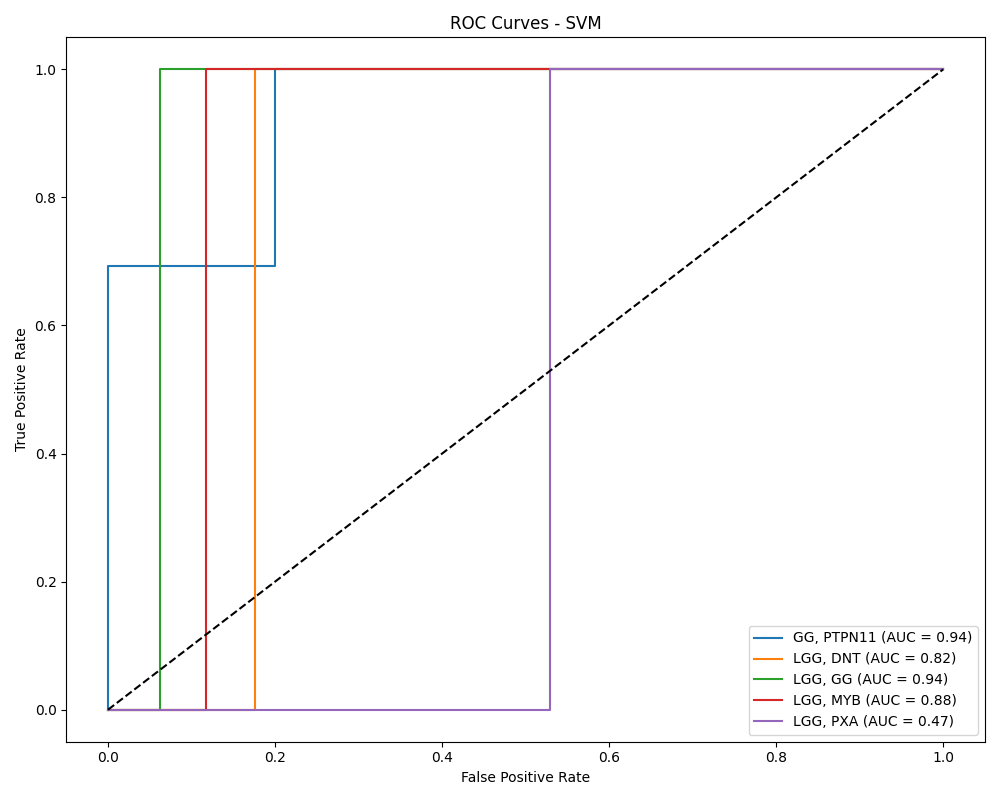 ROC Curves - SVM
True Positive Rate
1.0
0.8
0.6
0.4
0.2
0.0
0.0 0.2 0.4 0.6 0.8 1.0
False Positive Rate
GG, PTPN11 (AUC = 0.94)
LGG, DNT (AUC = 0.82)
LGG, GG (AUC = 0.94)
LGG, MYB (AUC = 0.88)
LGG, PXA (AUC = 0.47)